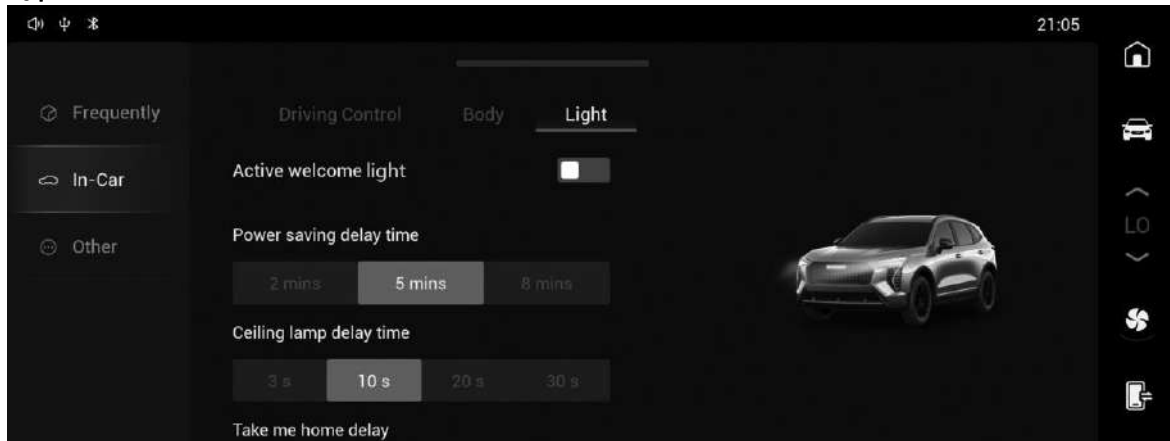 21:05
Frequently
In-Car
Other
Driving Control Body Light
Active welcome light
Power saving delay time
2 mins 5 mins 8 mins
Ceiling lamp delay time
3 s 10 s 20 s 30 s
Take me home delay
LO